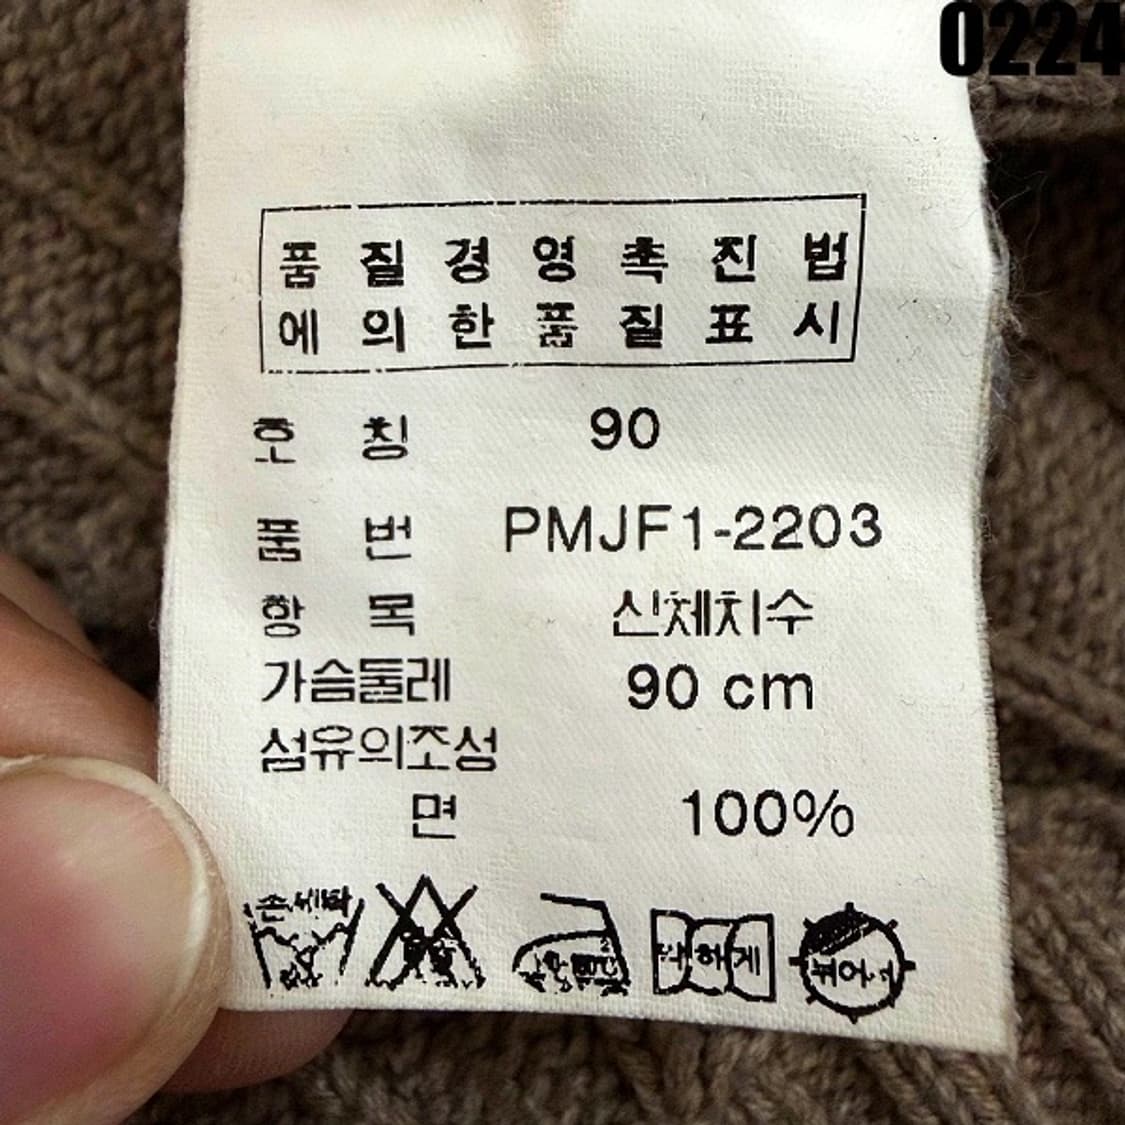 0224
품질경영촉진법
에의한품질표시
호칭 90
품번 PMJF1-2203
항목 신체치수
가슴둘레 90 cm
섬유의조성
면 100%
손세탁
약하게
뉘어서